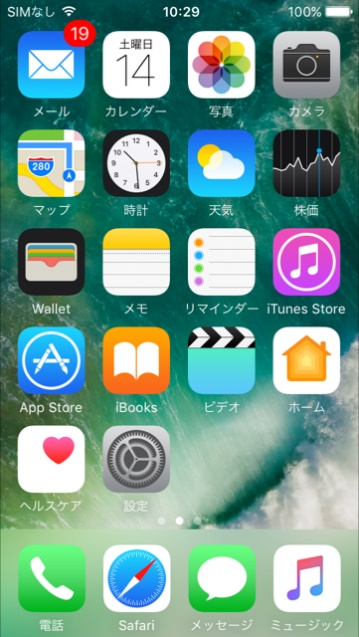 SIMなし 10:29 100%
19
土曜日
14
280
メール カレンダー 写真 カメラ
マップ 時計 天気 株価
Wallet メモ リマインダー iTunes Store
App Store iBooks ビデオ ホーム
ヘルスケア 設定
電話 Safari メッセージ ミュージック